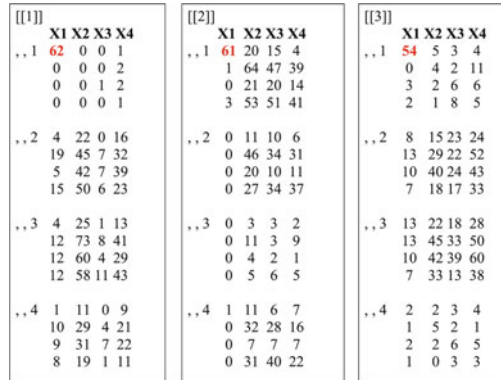 [[1]]
X1 X2 X3 X4
, , 1 62 0 0 1
0 0 0 2
0 0 1 2
0 0 0 1
, , 2 4 22 0 16
19 45 7 32
5 42 7 39
15 50 6 23
, , 3 4 25 1 13
12 73 8 41
12 60 4 29
12 58 11 43
, , 4 1 11 0 9
10 29 4 21
9 31 7 22
8 19 1 11
[[2]]
X1 X2 X3 X4
, , 1 61 20 15 4
1 64 47 39
0 21 20 14
3 53 51 41
, , 2 0 11 10 6
0 46 34 31
0 20 10 11
0 27 34 37
, , 3 0 3 3 2
0 11 3 9
0 4 2 1
0 5 6 5
, , 4 1 11 6 7
0 32 28 16
0 7 7 7
0 31 40 22
[[3]]
X1 X2 X3 X4
, , 1 54 5 3 4
0 4 2 11
3 2 6 6
2 1 8 5
, , 2 8 15 23 24
13 29 22 52
10 40 24 43
7 18 17 33
, , 3 13 22 18 28
13 45 33 50
10 42 39 60
7 33 13 38
, , 4 2 2 3 4
1 5 2 1
2 2 6 5
1 0 3 3